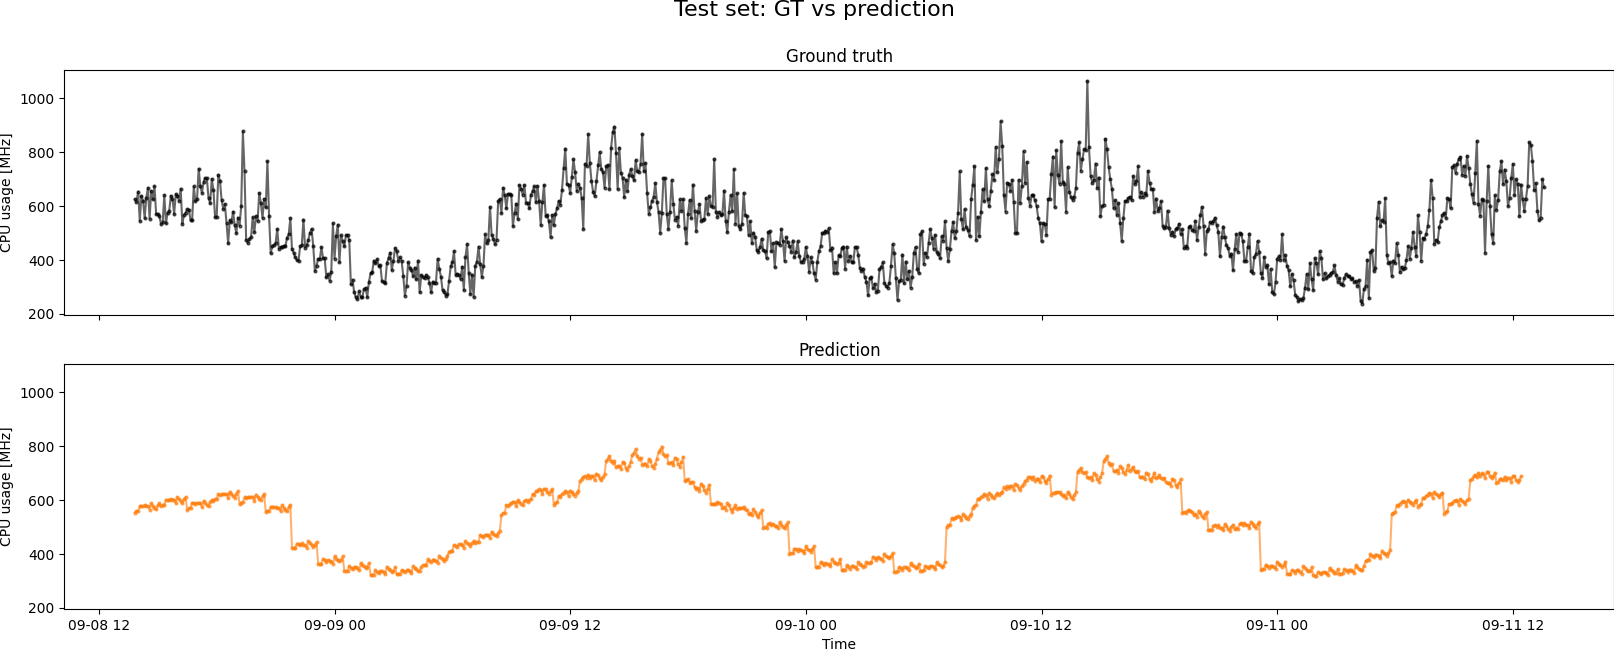 Test set: GT vs prediction
Ground truth
CPU usage [MHz]
1000
800
600
400
200
Prediction
CPU usage [MHz]
1000
800
600
400
200
09-08 12 09-09 00 09-09 12 09-10 00 09-10 12 09-11 00 09-11 12
Time